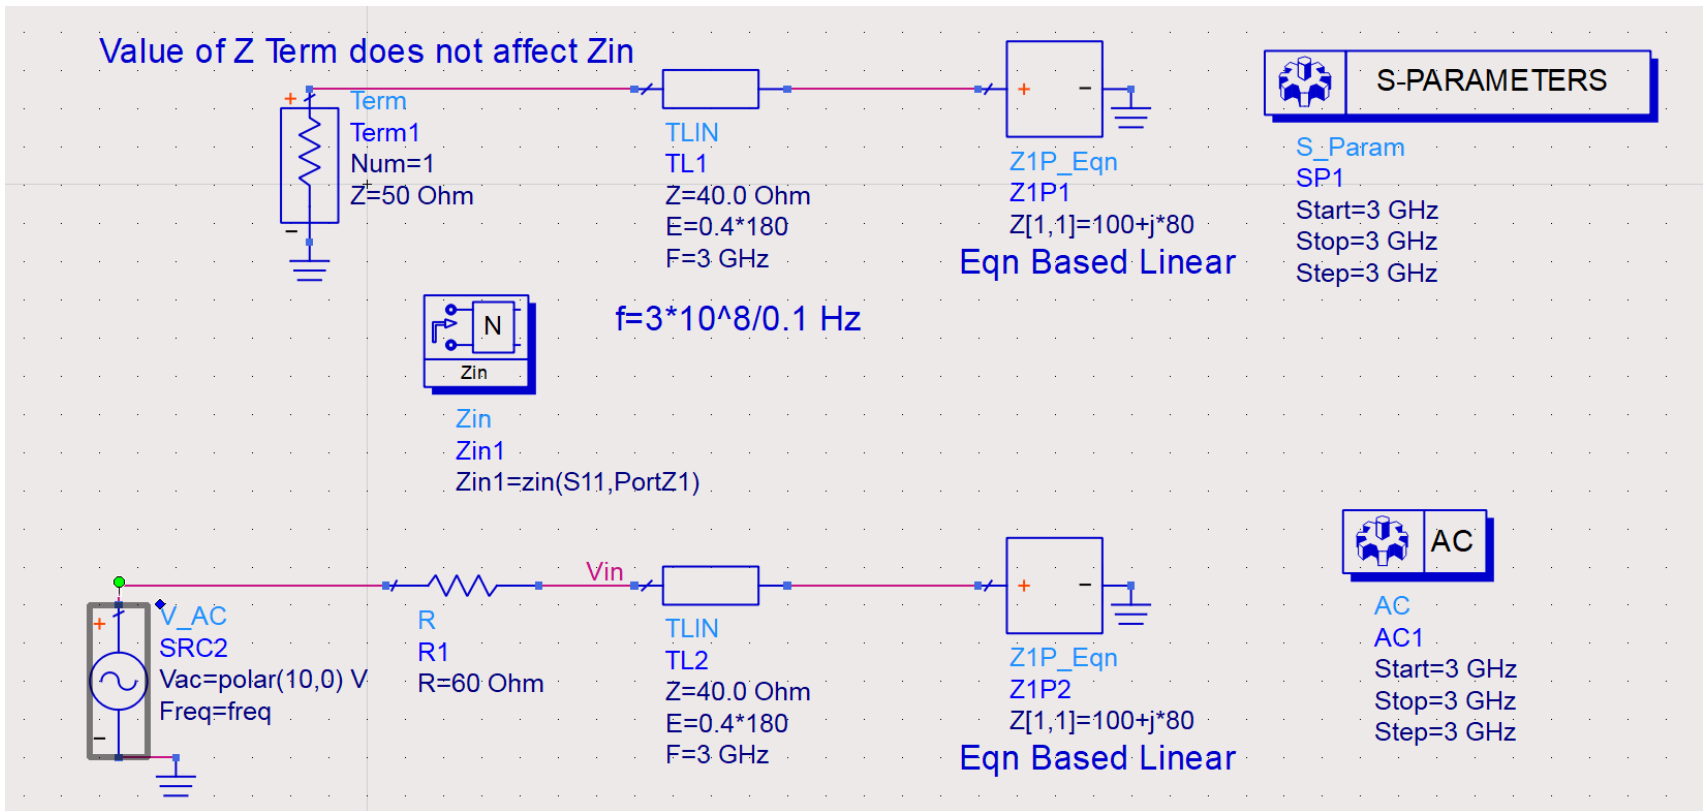 Value of Z Term does not affect Zin
Term
Term1
Num=1
Z=50 Ohm
TLIN
TL1
Z=40.0 Ohm
E=0.4*180
F=3 GHz
Z1P_Eqn
Z1P1
Z[1,1]=100+j*80
Eqn Based Linear
S-PARAMETERS
S_Param
SP1
Start=3 GHz
Stop=3 GHz
Step=3 GHz
f=3*10^8/0.1 Hz
N
Zin
Zin
Zin1
Zin1=zin(S11,PortZ1)
V_AC
SRC2
Vac=polar(10,0) V
Freq=freq
R
R1
R=60 Ohm
Vin
TLIN
TL2
Z=40.0 Ohm
E=0.4*180
F=3 GHz
Z1P_Eqn
Z1P2
Z[1,1]=100+j*80
Eqn Based Linear
AC
AC
AC1
Start=3 GHz
Stop=3 GHz
Step=3 GHz